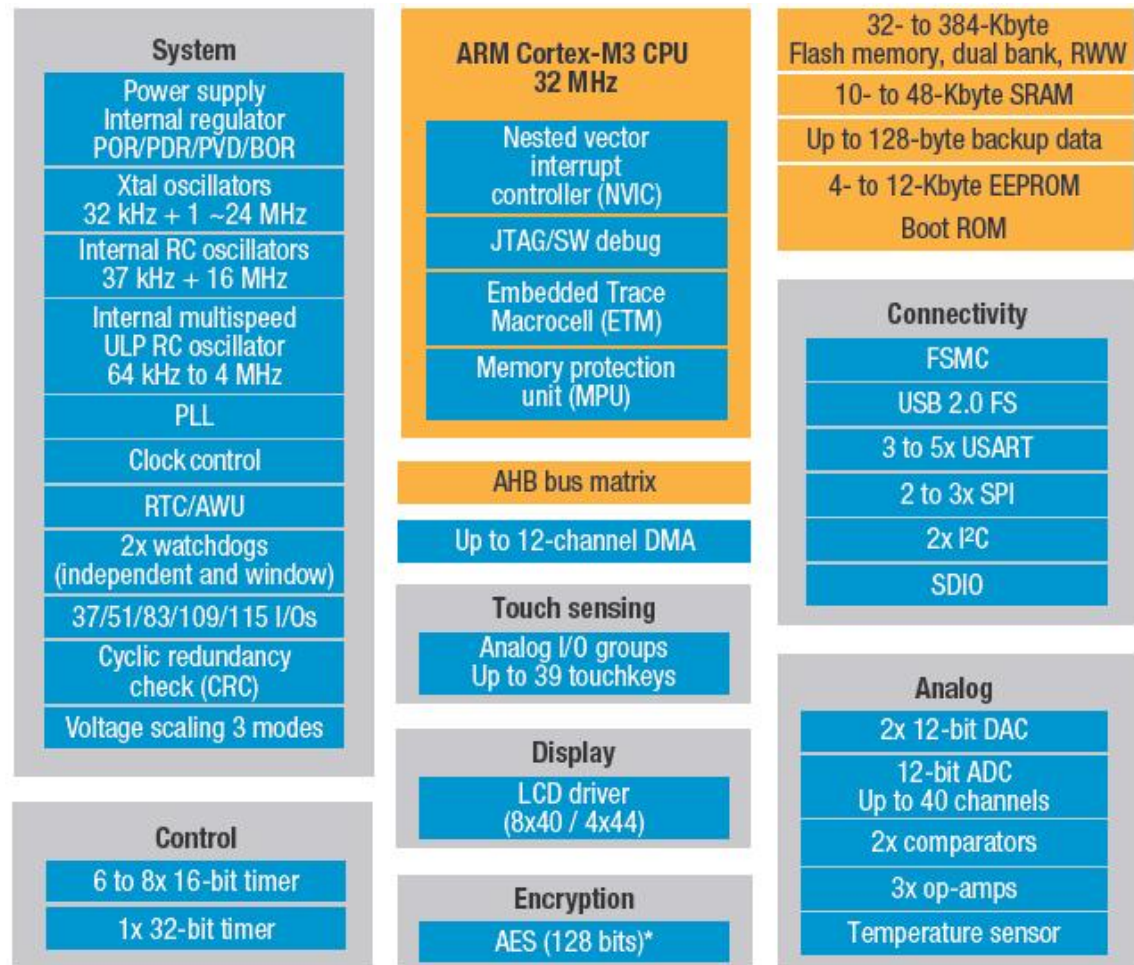 System
Power supply
Internal regulator
POR/PDR/PVD/BOR
Xtal oscillators
32 kHz + 1 ~24 MHz
Internal RC oscillators
37 kHz + 16 MHz
Internal multispeed
ULP RC oscillator
64 kHz to 4 MHz
PLL
Clock control
RTC/AWU
2x watchdogs
(independent and window)
37/51/83/109/115 I/Os
Cyclic redundancy
check (CRC)
Voltage scaling 3 modes
Control
6 to 8x 16-bit timer
1x 32-bit timer
ARM Cortex-M3 CPU
32 MHz
Nested vector
interrupt
controller (NVIC)
JTAG/SW debug
Embedded Trace
Macrocell (ETM)
Memory protection
unit (MPU)
AHB bus matrix
Up to 12-channel DMA
Touch sensing
Analog I/O groups
Up to 39 touchkeys
Display
LCD driver
(8x40 / 4x44)
Encryption
AES (128 bits)*
32- to 384-Kbyte
Flash memory, dual bank, RWW
10- to 48-Kbyte SRAM
Up to 128-byte backup data
4- to 12-Kbyte EEPROM
Boot ROM
Connectivity
FSMC
USB 2.0 FS
3 to 5x USART
2 to 3x SPI
2x I²C
SDIO
Analog
2x 12-bit DAC
12-bit ADC
Up to 40 channels
2x comparators
3x op-amps
Temperature sensor